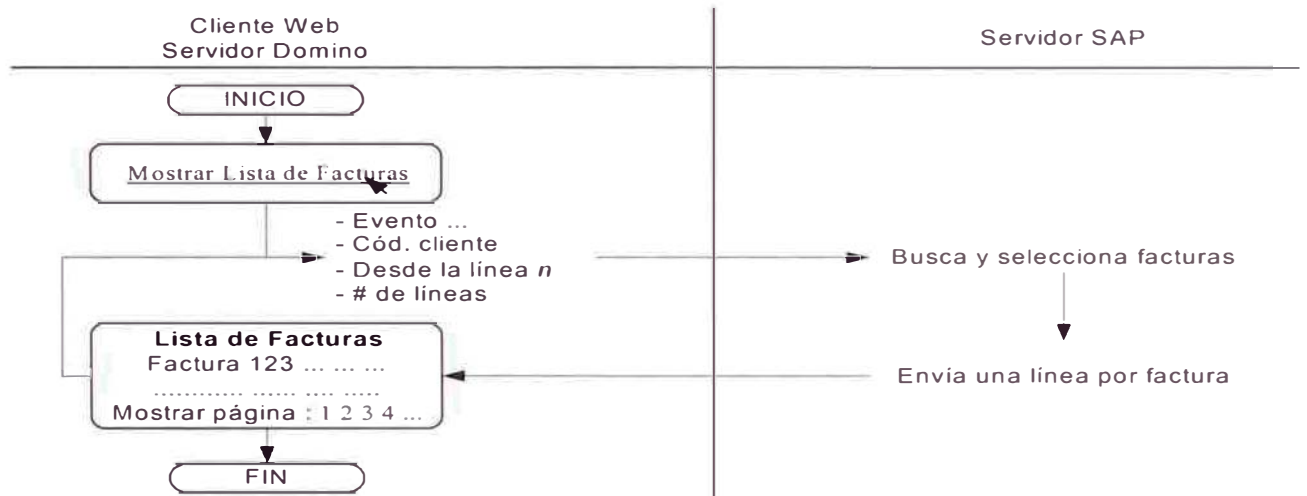 Cliente Web
Servidor Domino
Servidor SAP
INICIO
Mostrar Lista de Facturas
- Evento ...
- Cód. cliente
- Desde la línea n
- # de líneas
Busca y selecciona facturas
Lista de Facturas
Factura 123 ... ... ...
............ ...... .... .....
Mostrar página : 1 2 3 4 ...
Envía una línea por factura
FIN